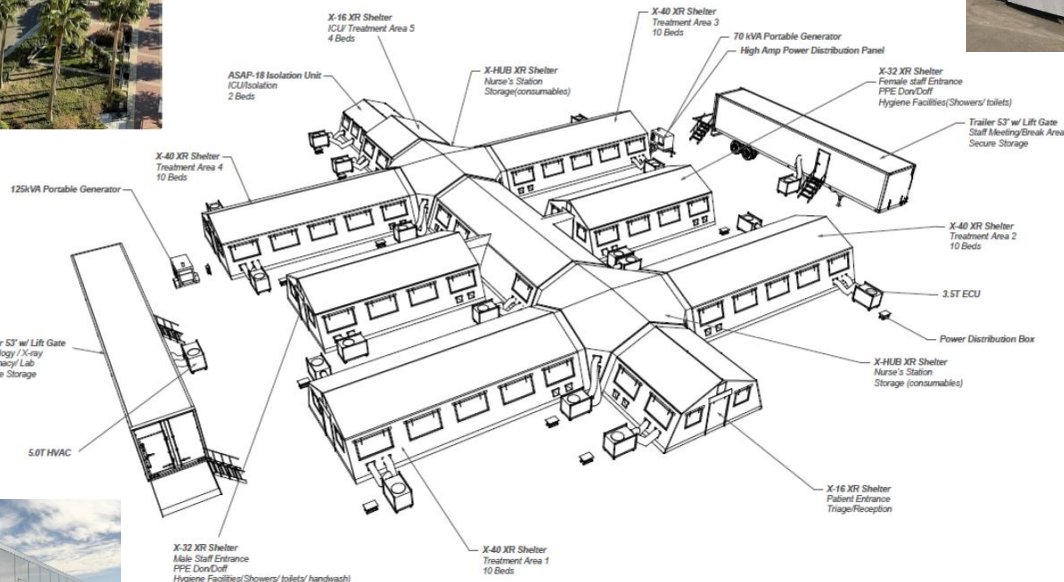 X-16 XR Shelter
ICU/ Treatment Area 5
4 Beds
X-40 XR Shelter
Treatment Area 3
10 Beds
70 kVA Portable Generator
High Amp Power Distribution Panel
ASAP-18 Isolation Unit
ICU/Isolation
2 Beds
X-HUB XR Shelter
Nurse's Station
Storage(consumables)
X-32 XR Shelter
Female staff Entrance
PPE Don/Doff
Hygiene Facilities(Showers/ toilets)
Trailer 53' w/ Lift Gate
Staff Meeting/Break Area
Secure Storage
X-40 XR Shelter
Treatment Area 4
10 Beds
125kVA Portable Generator
X-40 XR Shelter
Treatment Area 2
10 Beds
3.5T ECU
Power Distribution Box
53' w/ Lift Gate
/ X-ray
/ Lab
Storage
X-HUB XR Shelter
Nurse's Station
Storage (consumables)
5.0T HVAC
X-16 XR Shelter
Patient Entrance
Triage/Reception
X-32 XR Shelter
Male Staff Entrance
PPE Don/Doff
Hygiene Facilities(Showers/ toilets/ handwash)
X-40 XR Shelter
Treatment Area 1
10 Beds